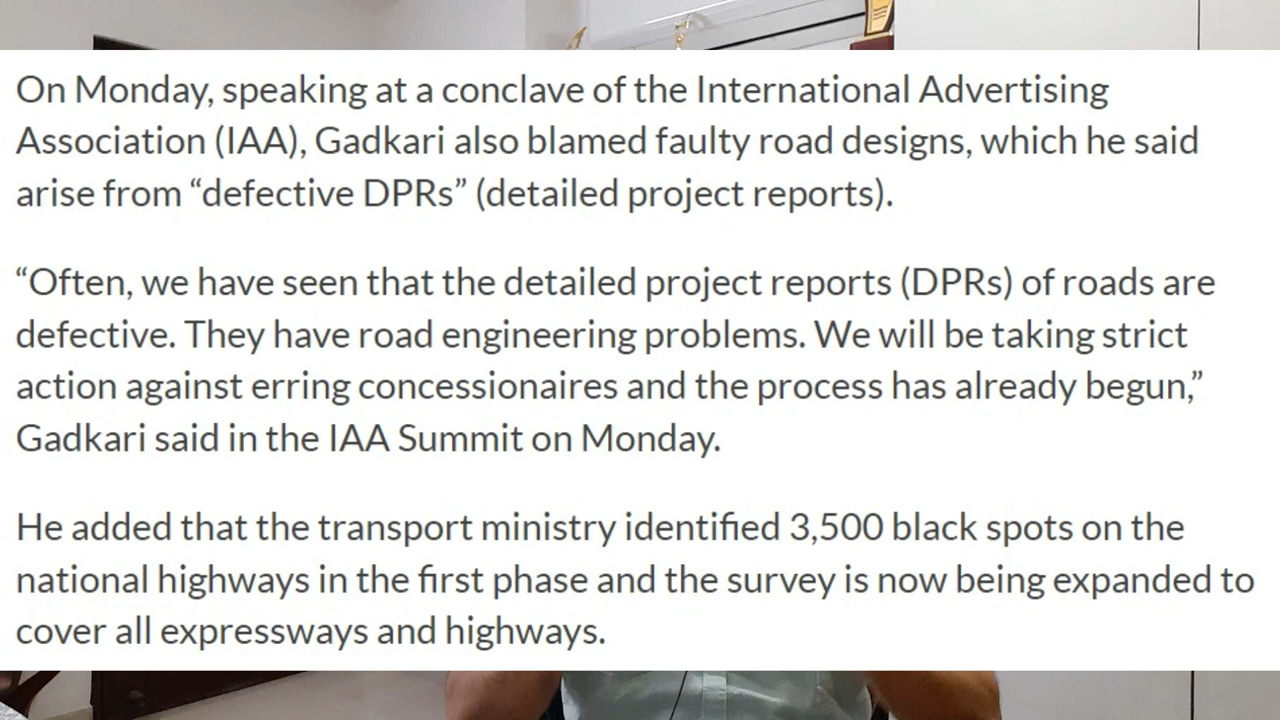 On Monday, speaking at a conclave of the International Advertising
Association (IAA), Gadkari also blamed faulty road designs, which he said
arise from “defective DPRs” (detailed project reports).
“Often, we have seen that the detailed project reports (DPRs) of roads are
defective. They have road engineering problems. We will be taking strict
action against erring concessionaires and the process has already begun,”
Gadkari said in the IAA Summit on Monday.
He added that the transport ministry identified 3,500 black spots on the
national highways in the first phase and the survey is now being expanded to
cover all expressways and highways.